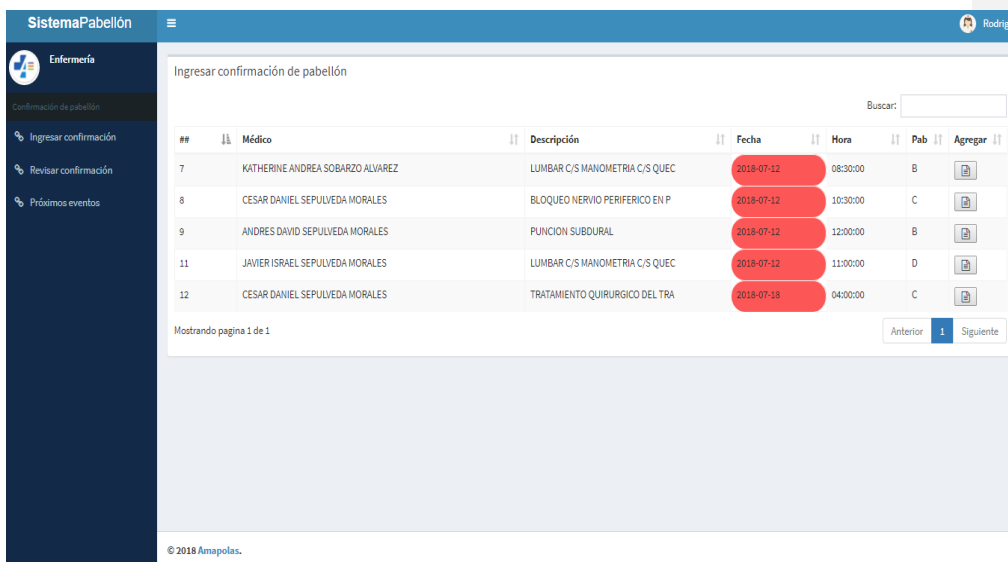 SistemaPabellón
Rodrig
Enfermería
Confirmación de pabellón
Ingresar confirmación
Revisar confirmación
Próximos eventos
Ingresar confirmación de pabellón
Buscar:
## Médico Descripción Fecha Hora Pab Agregar
7 KATHERINE ANDREA SOBARZO ALVAREZ LUMBAR C/S MANOMETRIA C/S QUEC 2018-07-12 08:30:00 B
8 CESAR DANIEL SEPULVEDA MORALES BLOQUEO NERVIO PERIFERICO EN P 2018-07-12 10:30:00 C
9 ANDRES DAVID SEPULVEDA MORALES PUNCION SUBDURAL 2018-07-12 12:00:00 B
11 JAVIER ISRAEL SEPULVEDA MORALES LUMBAR C/S MANOMETRIA C/S QUEC 2018-07-12 11:00:00 D
12 CESAR DANIEL SEPULVEDA MORALES TRATAMIENTO QUIRURGICO DEL TRA 2018-07-18 04:00:00 C
Mostrando pagina 1 de 1
Anterior 1 Siguiente
© 2018 Amapolas.